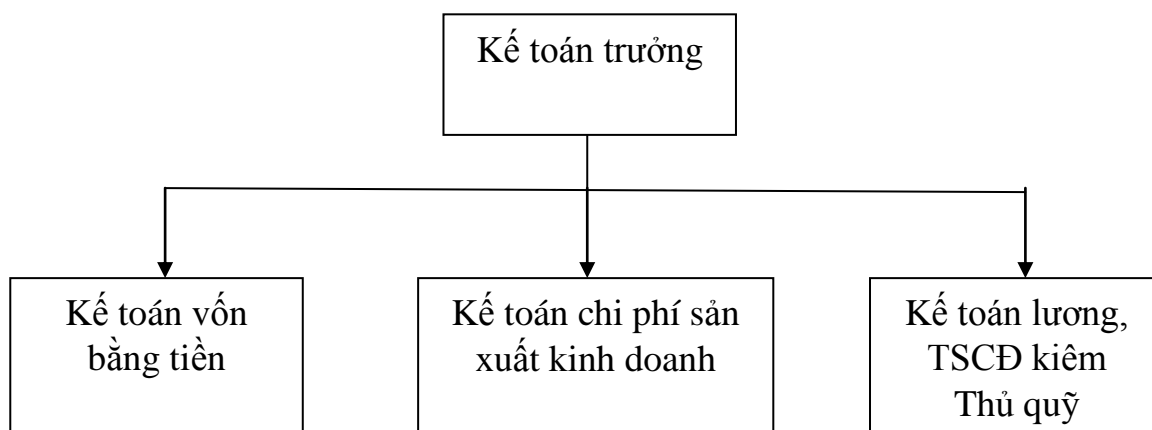 Kế toán trưởng
Kế toán vốn
bằng tiền
Kế toán chi phí sản
xuất kinh doanh
Kế toán lương,
TSCĐ kiêm
Thủ quỹ